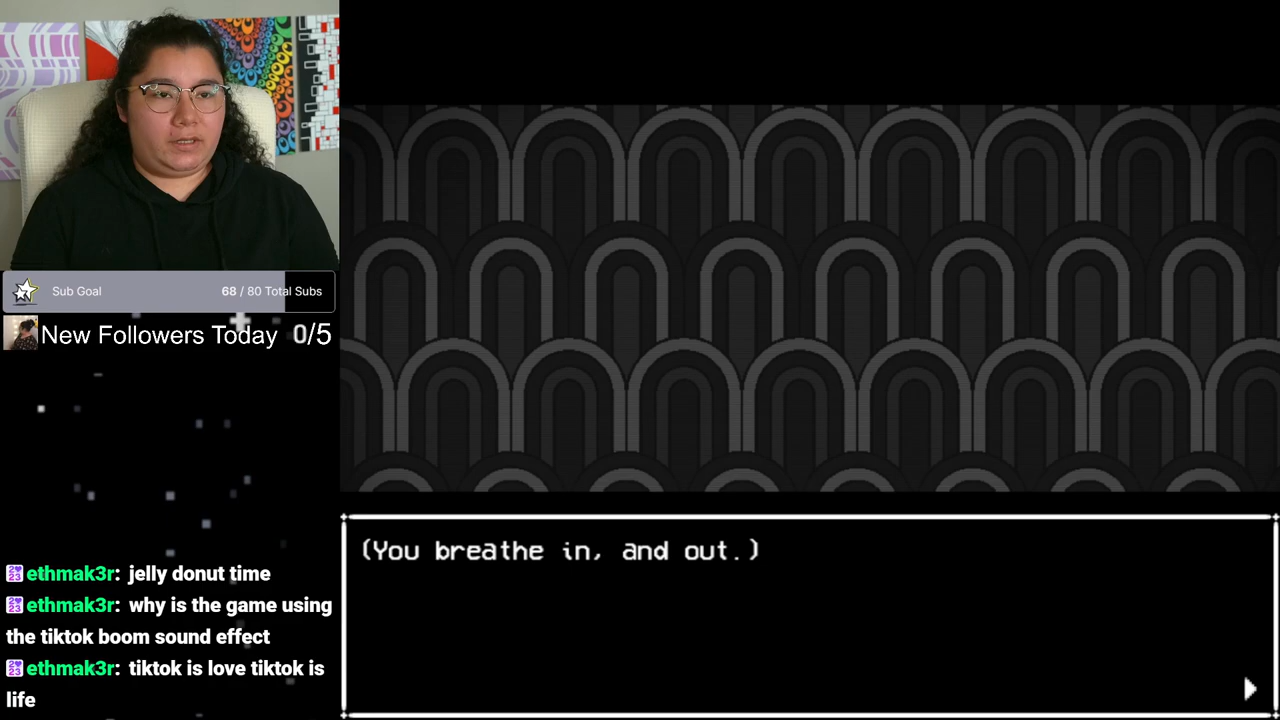 Sub Goal 68 / 80 Total Subs
New Followers Today 0/5
(You breathe in, and out.)
ethmak3r: jelly donut time
ethmak3r: why is the game using
the tiktok boom sound effect
ethmak3r: tiktok is love tiktok is
life